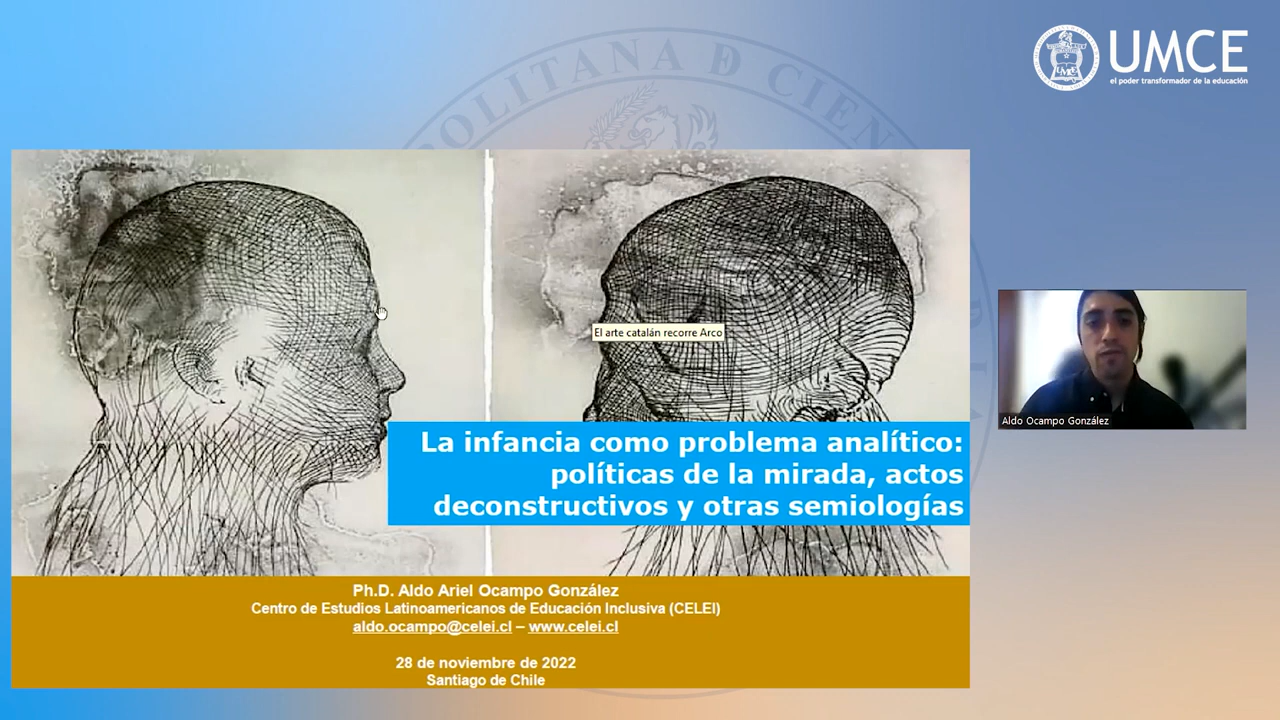 UMCE
el poder transformador de la educación
OLITANA D CIEN
El arte catalán recorre Arco
La infancia como problema analítico:
políticas de la mirada, actos
deconstructivos y otras semiologías
Aldo Ocampo González
Ph.D. Aldo Ariel Ocampo González
Centro de Estudios Latinoamericanos de Educación Inclusiva (CELEI)
aldo.ocampo@celei.cl – www.celei.cl
28 de noviembre de 2022
Santiago de Chile